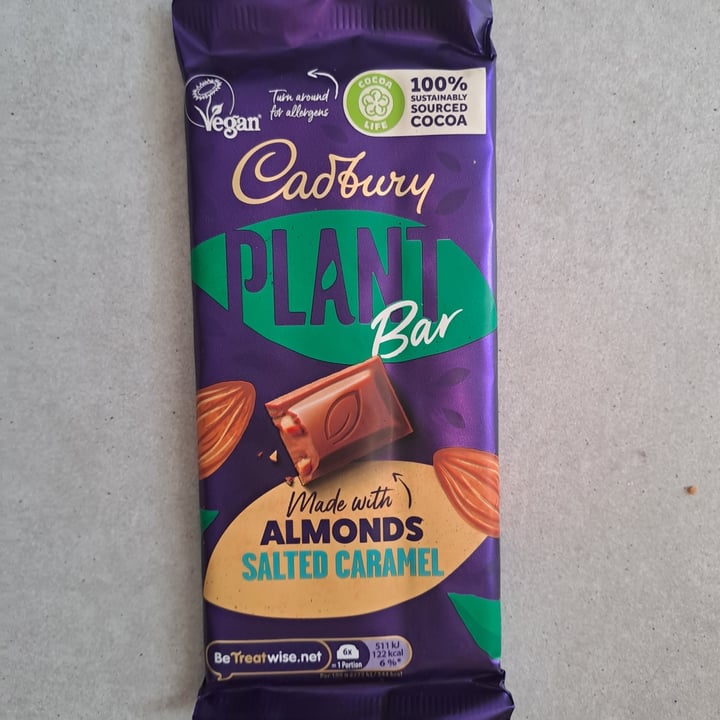 Vegan
Turn around
for allergens
COCOA
LIFE
100%
SUSTAINABLY
SOURCED
COCOA
Cadbury
PLANT
Bar
Made with
ALMONDS
SALTED CARAMEL
BeTreatwise.net
6x
= 1 Portion
511 kJ
122 kcal
6 %*